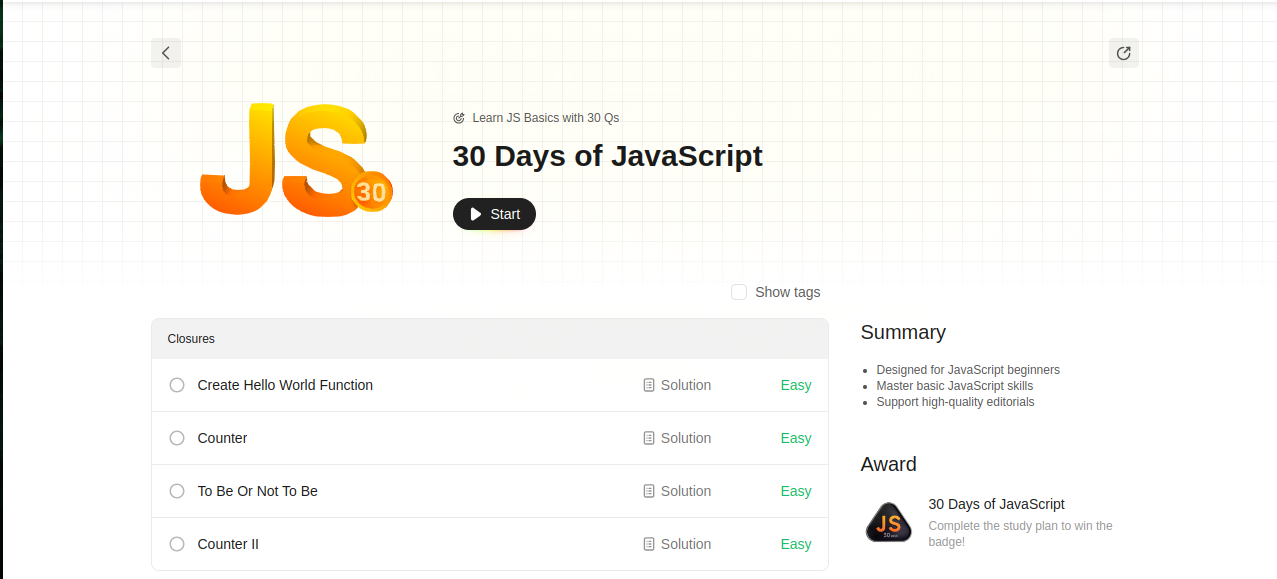 Learn JS Basics with 30 Qs
30 Days of JavaScript
Start
JS
30
Show tags
Closures
Create Hello World Function Solution Easy
Counter Solution Easy
To Be Or Not To Be Solution Easy
Counter II Solution Easy
Summary
Designed for JavaScript beginners
Master basic JavaScript skills
Support high-quality editorials
Award
JS
30 Days of JavaScript
Complete the study plan to win the
badge!